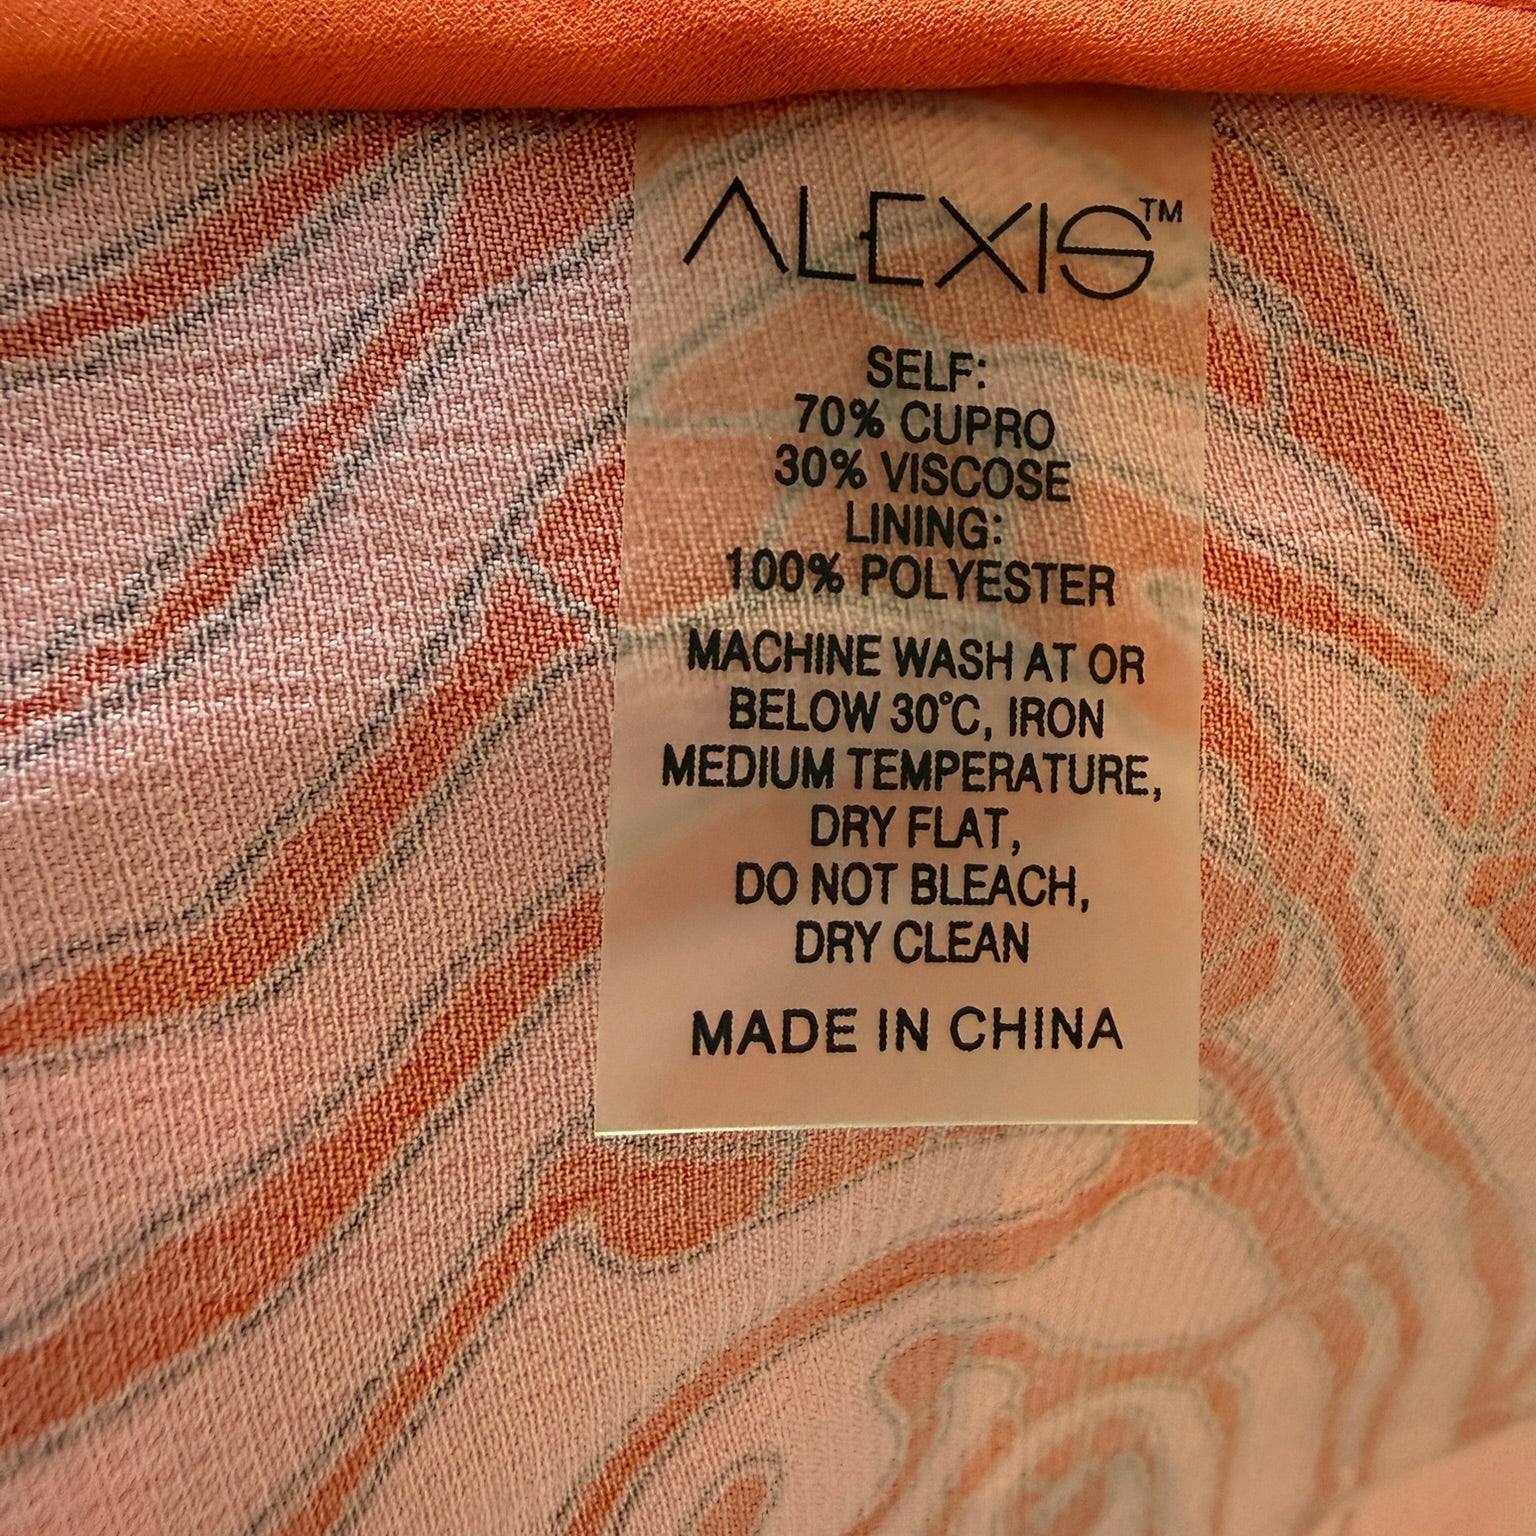 ALEXIS™
SELF:
70% CUPRO
30% VISCOSE
LINING:
100% POLYESTER
MACHINE WASH AT OR
BELOW 30°C, IRON
MEDIUM TEMPERATURE,
DRY FLAT,
DO NOT BLEACH,
DRY CLEAN
MADE IN CHINA